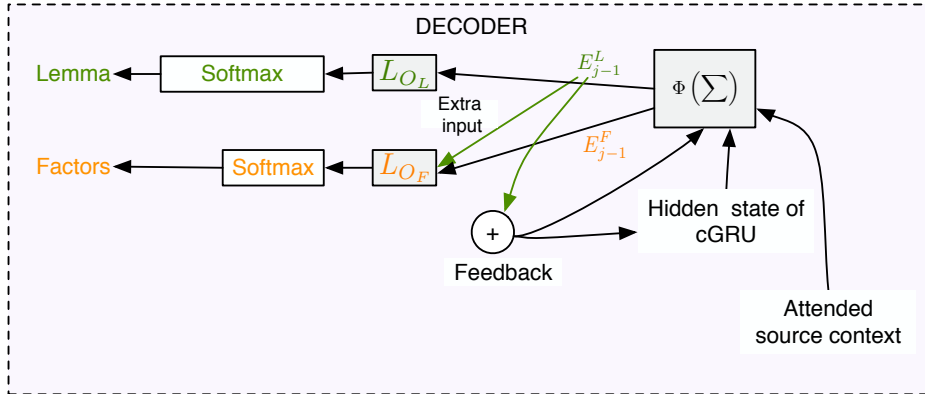 DECODER
Lemma
Softmax
L_{O_L}
E^L_{j-1}
Φ(∑)
Extra
input
Factors
Softmax
L_{O_F}
E^F_{j-1}
+
Feedback
Hidden state of
cGRU
Attended
source context